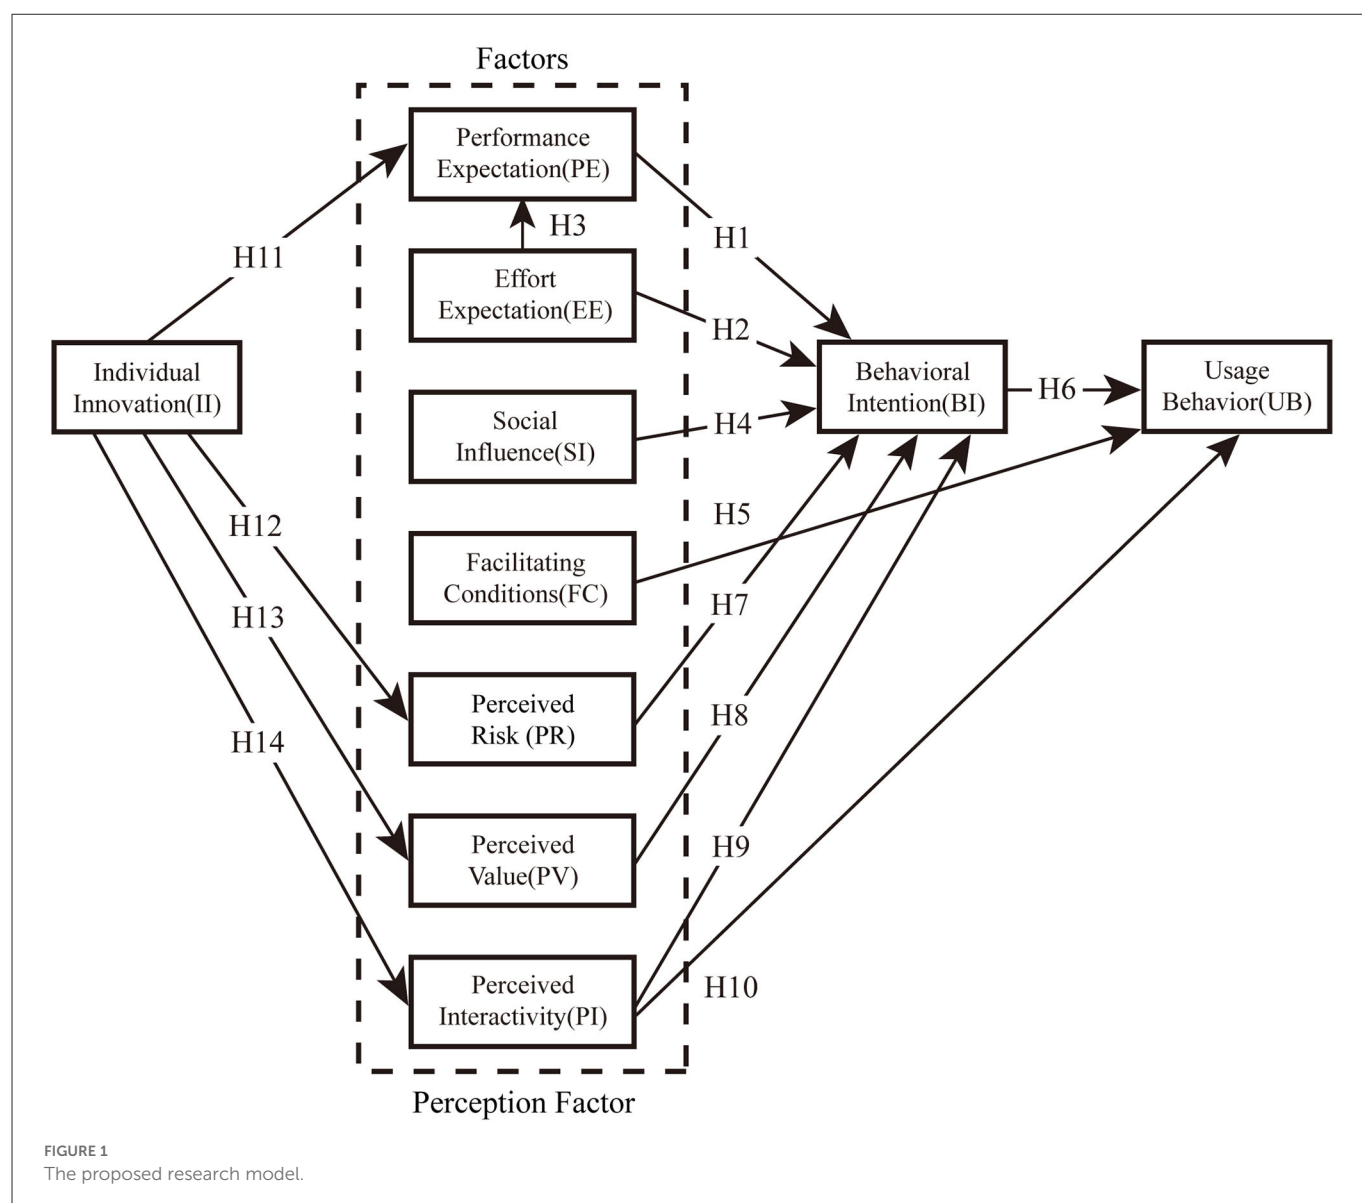 Factors
Performance
Expectation(PE)
H3
H1
H11
Effort
Expectation(EE)
H2
Individual
Innovation(II)
Behavioral
Intention(BI)
H6
Usage
Behavior(UB)
Social
Influence(SI)
H4
H12
H5
Facilitating
Conditions(FC)
H7
H13
Perceived
Risk (PR)
H8
H14
Perceived
Value(PV)
H9
Perceived
Interactivity(PI)
H10
Perception Factor
FIGURE 1
The proposed research model.